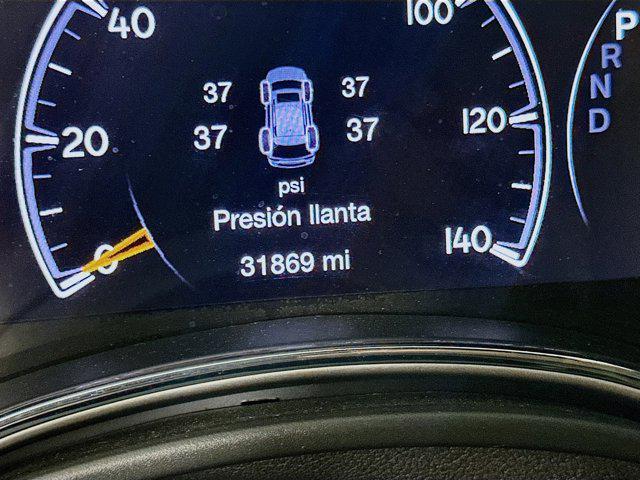 40 100 P
R
37 37 N
20 37 37 120 D
psi
Presión llanta
0 31869 mi 140